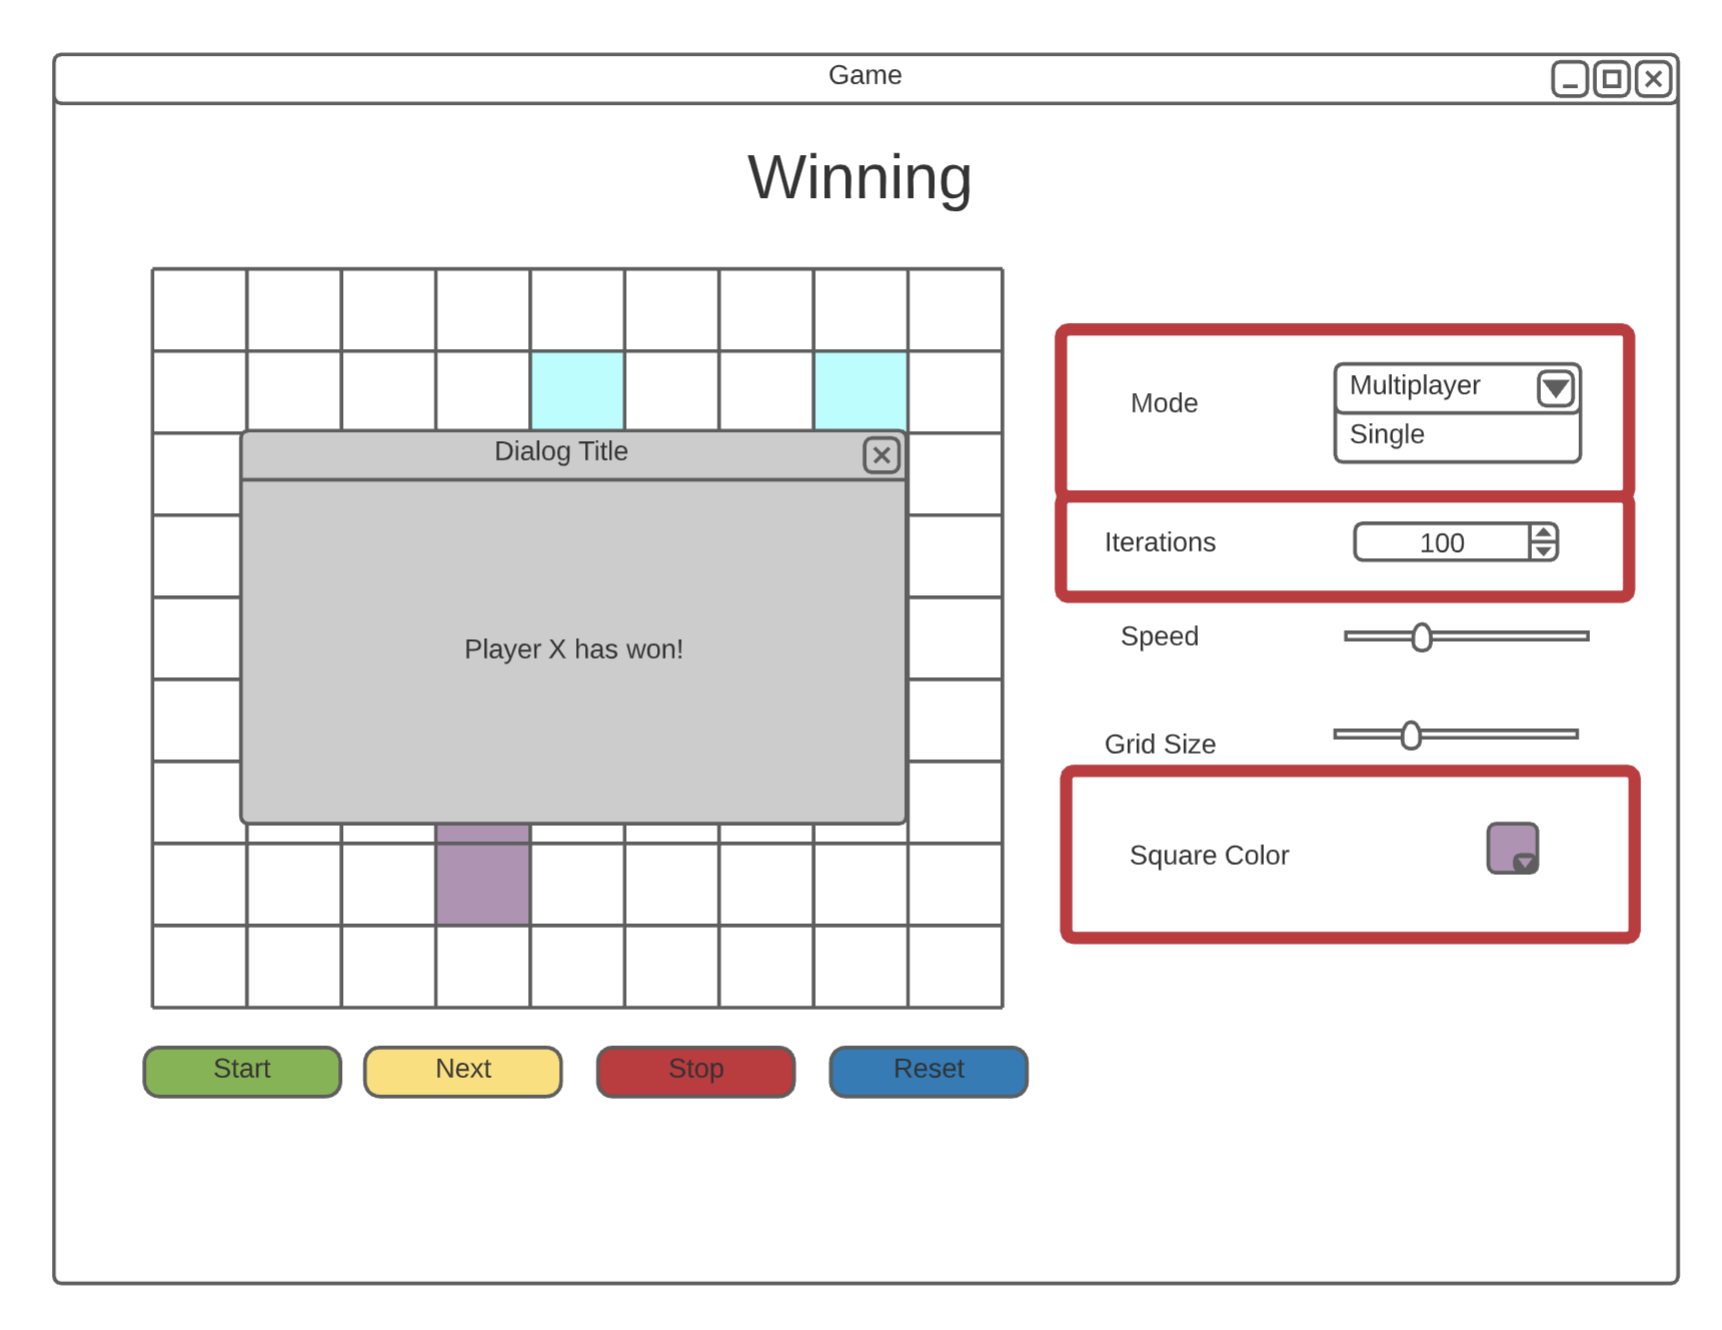 Game
Winning
Mode
Multiplayer
Single
Dialog Title
Player X has won!
Iterations
100
Speed
Grid Size
Square Color
Start
Next
Stop
Reset